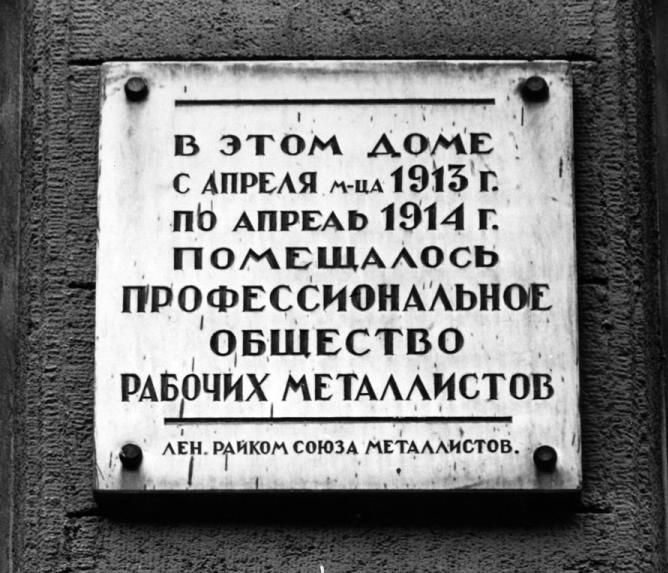 В ЭТОМ ДОМЕ
С АПРЕЛЯ М-ЦА 1913 Г.
ПО АПРЕЛЬ 1914 Г.
ПОМЕЩАЛОСЬ
ПРОФЕССИОНАЛЬНОЕ
ОБЩЕСТВО
РАБОЧИХ МЕТАЛЛИСТОВ
ЛЕН. РАЙКОМ СОЮЗА МЕТАЛЛИСТОВ.